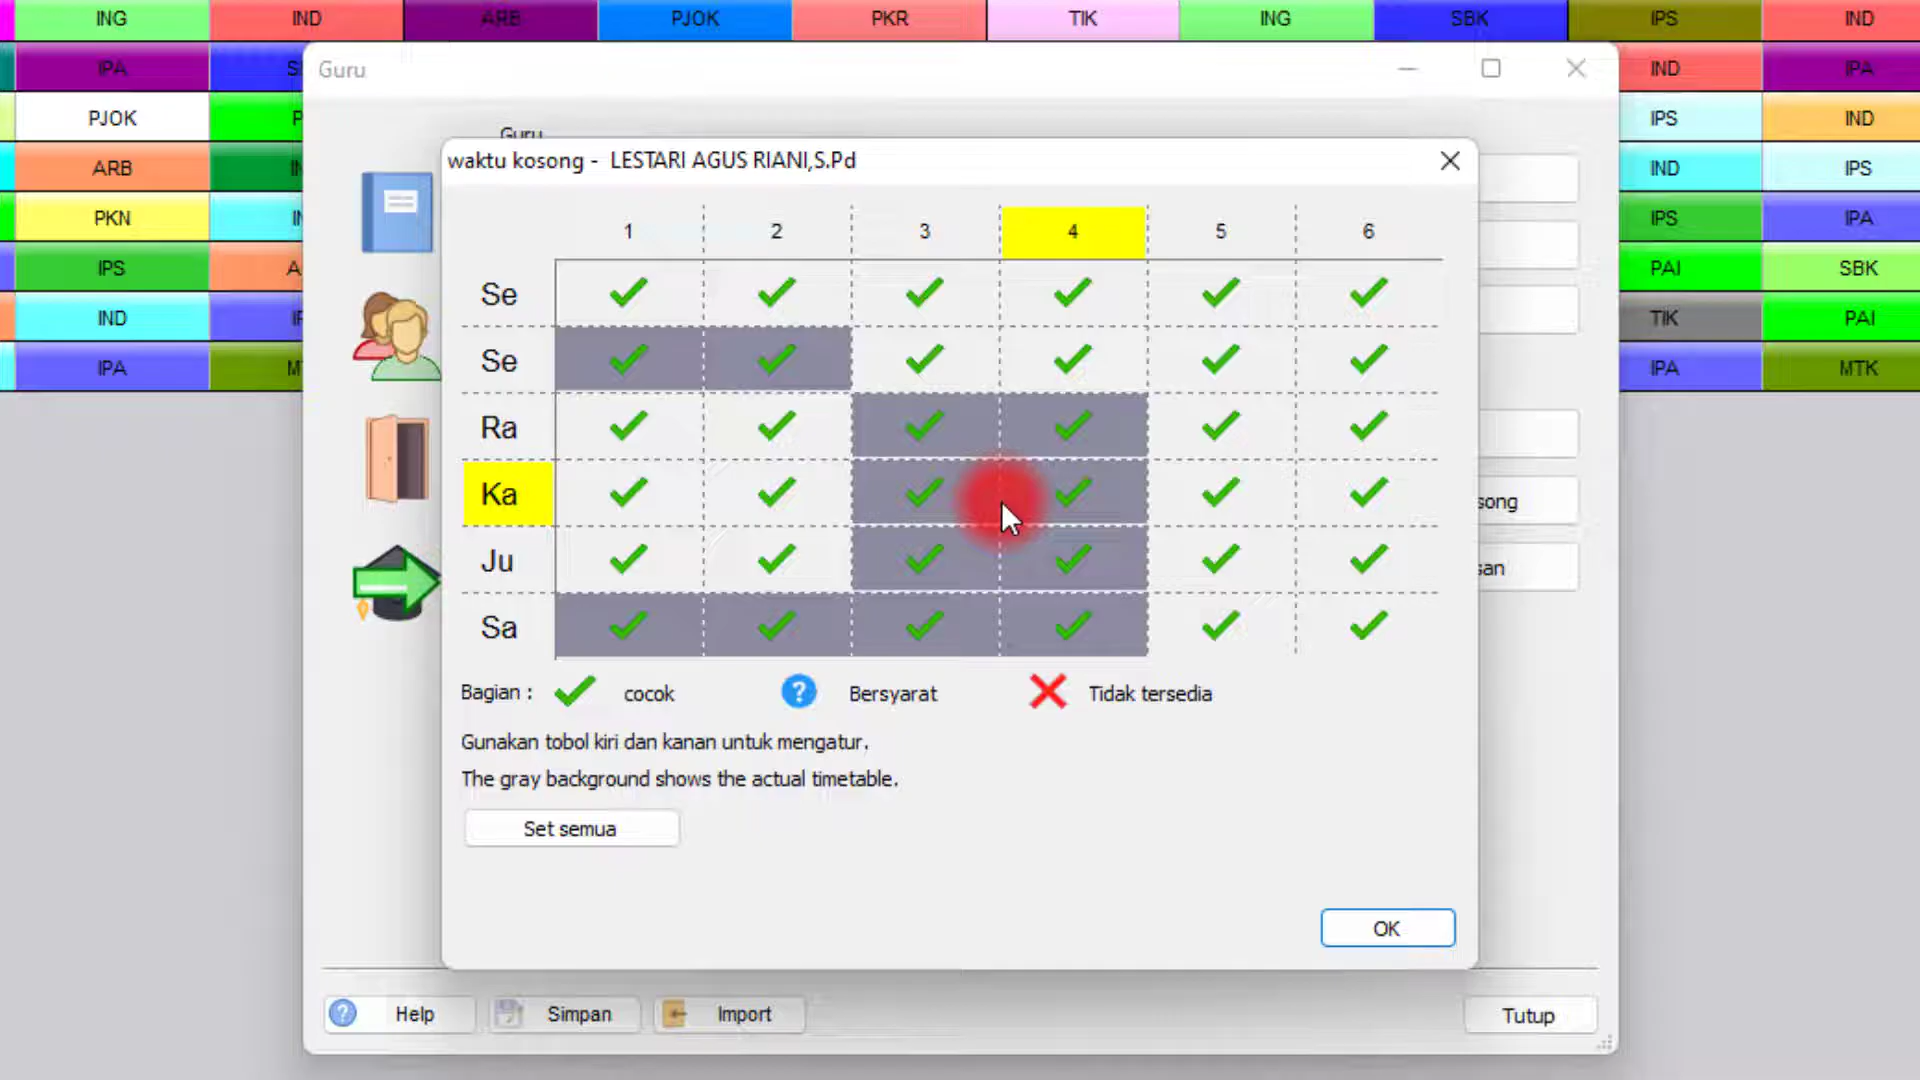 ING IND ARB PJOK PKR TIK ING SBK IPS IND
IPA IND IPA
Guru
PJOK IPS IND
Guru
waktu kosong - LESTARI AGUS RIANI,S.Pd
ARB IND IPS
PKN IPS IPA
1 2 3 4 5 6
IPS PAI SBK
Se
IND TIK PAI
Se
IPA IPA MTK
Ra
Ka
song
Ju
san
Sa
Bagian : cocok ? Bersyarat Tidak tersedia
Gunakan tobol kiri dan kanan untuk mengatur.
The gray background shows the actual timetable.
Set semua
OK
? Help Simpan Import Tutup